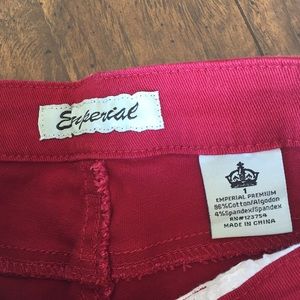 Emperial
1
EMPERIAL PREMIUM
96%Cotton/Algodon
4%Spandex/Spandex
RN#123754
MADE IN CHINA